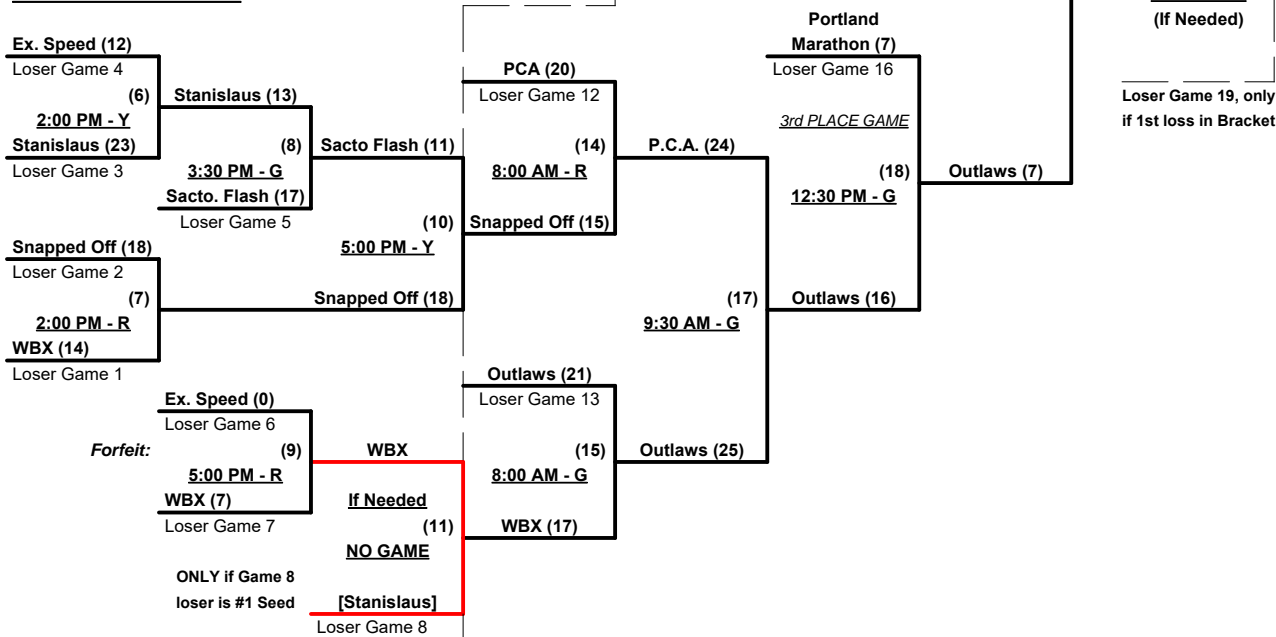 Portland
(If Needed)
Ex. Speed (12)
Marathon (7)
Loser Game 4
PCA (20)
Loser Game 16
(6)
Stanislaus (13)
Loser Game 12
Loser Game 19, only
2:00 PM - Y
3rd PLACE GAME
if 1st loss in Bracket
Stanislaus (23)
(8)
Sacto Flash (11)
(14)
P.C.A. (24)
Loser Game 3
3:30 PM - G
8:00 AM - R
(18)
Outlaws (7)
Sacto. Flash (17)
12:30 PM - G
Loser Game 5
(10)
Snapped Off (15)
Snapped Off (18)
5:00 PM - Y
Loser Game 2
(7)
Snapped Off (18)
(17)
Outlaws (16)
2:00 PM - R
9:30 AM - G
WBX (14)
Loser Game 1
Outlaws (21)
Ex. Speed (0)
Loser Game 13
Loser Game 6
Forfeit:
(9)
WBX
(15)
Outlaws (25)
5:00 PM - R
8:00 AM - G
WBX (7)
If Needed
Loser Game 7
(11)
WBX (17)
NO GAME
ONLY if Game 8
loser is #1 Seed
[Stanislaus]
Loser Game 8